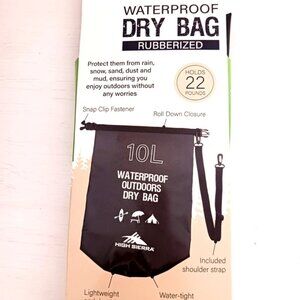 WATERPROOF
DRY BAG
RUBBERIZED
Protect them from rain,
snow, sand, dust and
mud, ensuring you
enjoy outdoors without
any worries
HOLDS
22
POUNDS
Snap Clip Fastener
Roll Down Closure
10L
WATERPROOF
OUTDOORS
DRY BAG
HIGH SIERRA
Included
shoulder strap
Lightweight
Water-tight